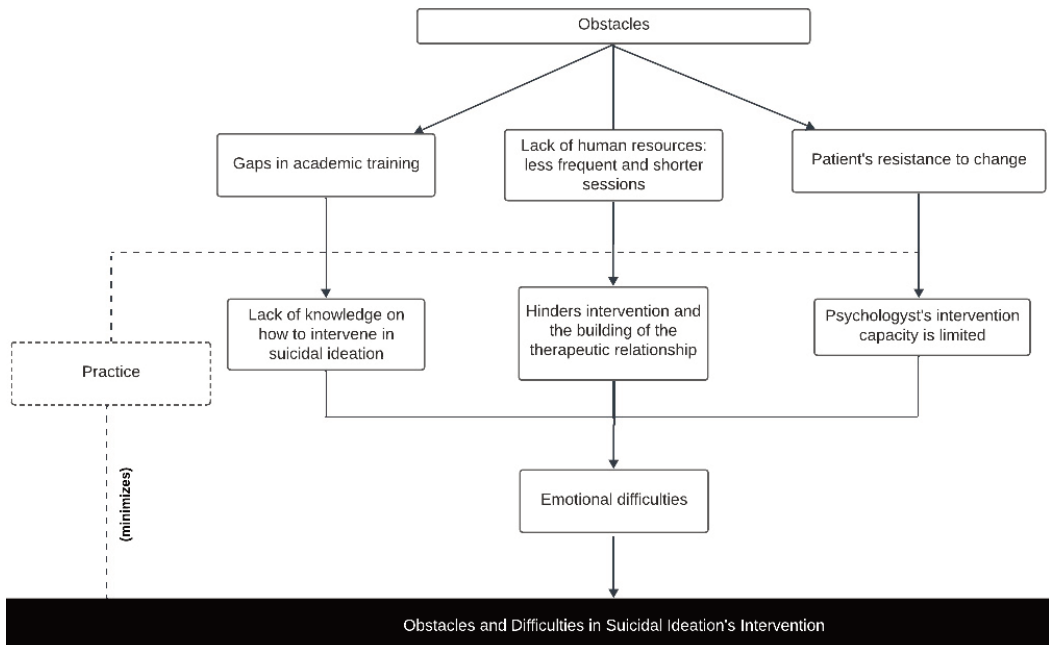 Obstacles
Gaps in academic training
Lack of human resources:
less frequent and shorter
sessions
Patient's resistance to change
Lack of knowledge on
how to intervene in
suicidal ideation
Hinders intervention and
the building of the
therapeutic relationship
Psychologyst's intervention
capacity is limited
Practice
(minimizes)
Emotional difficulties
Obstacles and Difficulties in Suicidal Ideation's Intervention